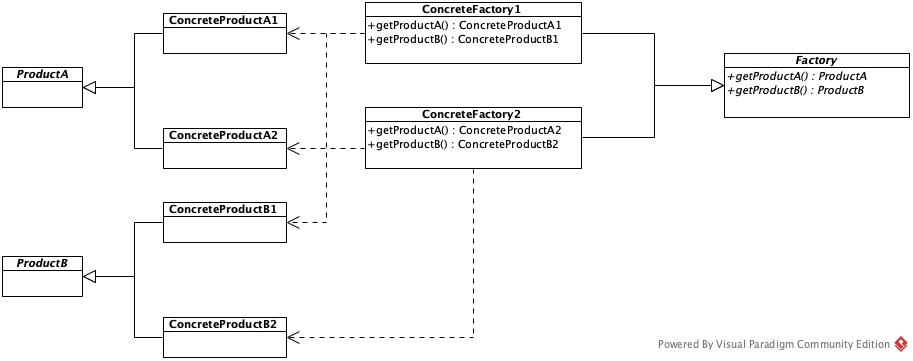 ConcreteProductA1
ConcreteFactory1
+getProductA() : ConcreteProductA1
+getProductB() : ConcreteProductB1
ProductA
Factory
+getProductA() : ProductA
+getProductB() : ProductB
ConcreteProductA2
ConcreteFactory2
+getProductA() : ConcreteProductA2
+getProductB() : ConcreteProductB2
ConcreteProductB1
ProductB
ConcreteProductB2
Powered By Visual Paradigm Community Edition